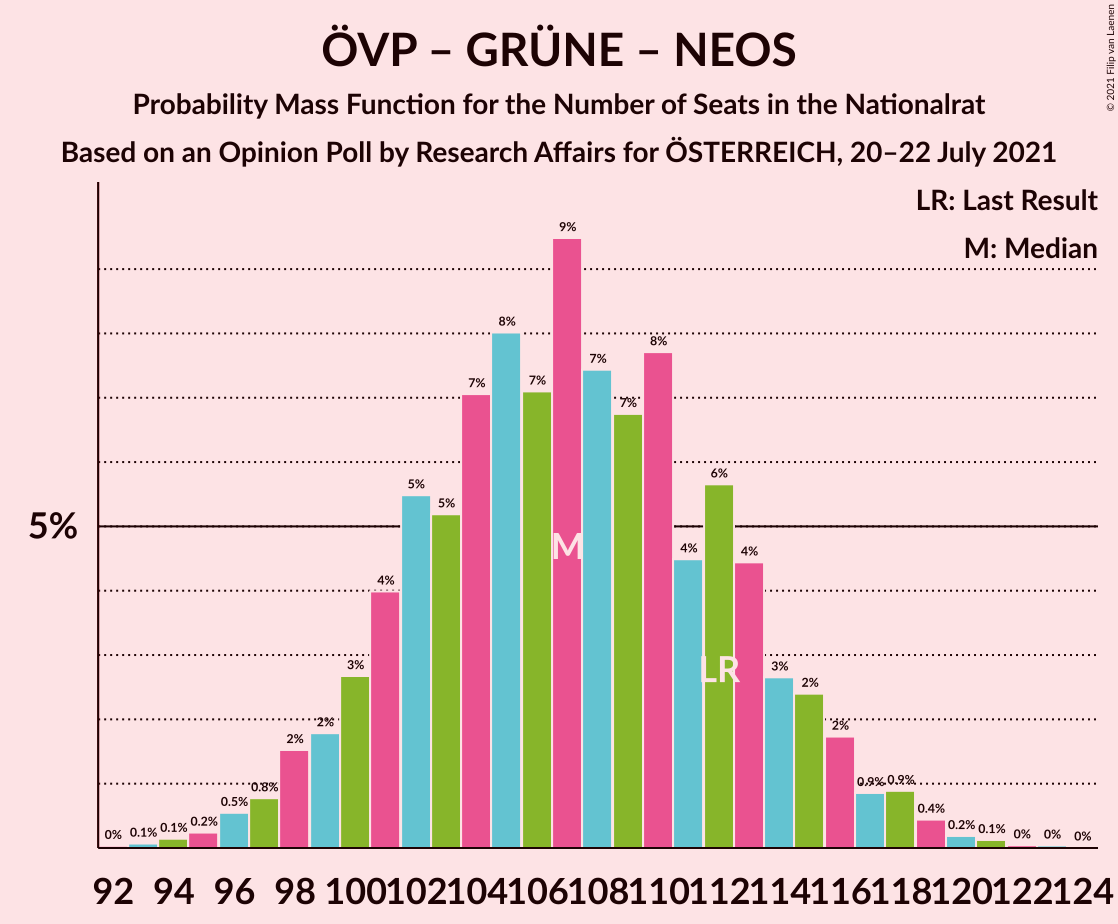 ÖVP – GRÜNE – NEOS
Probability Mass Function for the Number of Seats in the Nationalrat
Based on an Opinion Poll by Research Affairs for ÖSTERREICH, 20–22 July 2021
© 2021 Filip van Laenen
LR: Last Result
M: Median
5%
0% 0.1% 0.1% 0.2% 0.5% 0.8% 2% 2% 3% 4% 5% 5% 7% 8% 7% 9% 7% 7% 8% 4% 6% 4% 3% 2% 2% 0.9% 0.9% 0.4% 0.2% 0.1% 0% 0% 0%
M
LR
92 94 96 98 100 102 104 106 108 110 112 114 116 118 120 122 124